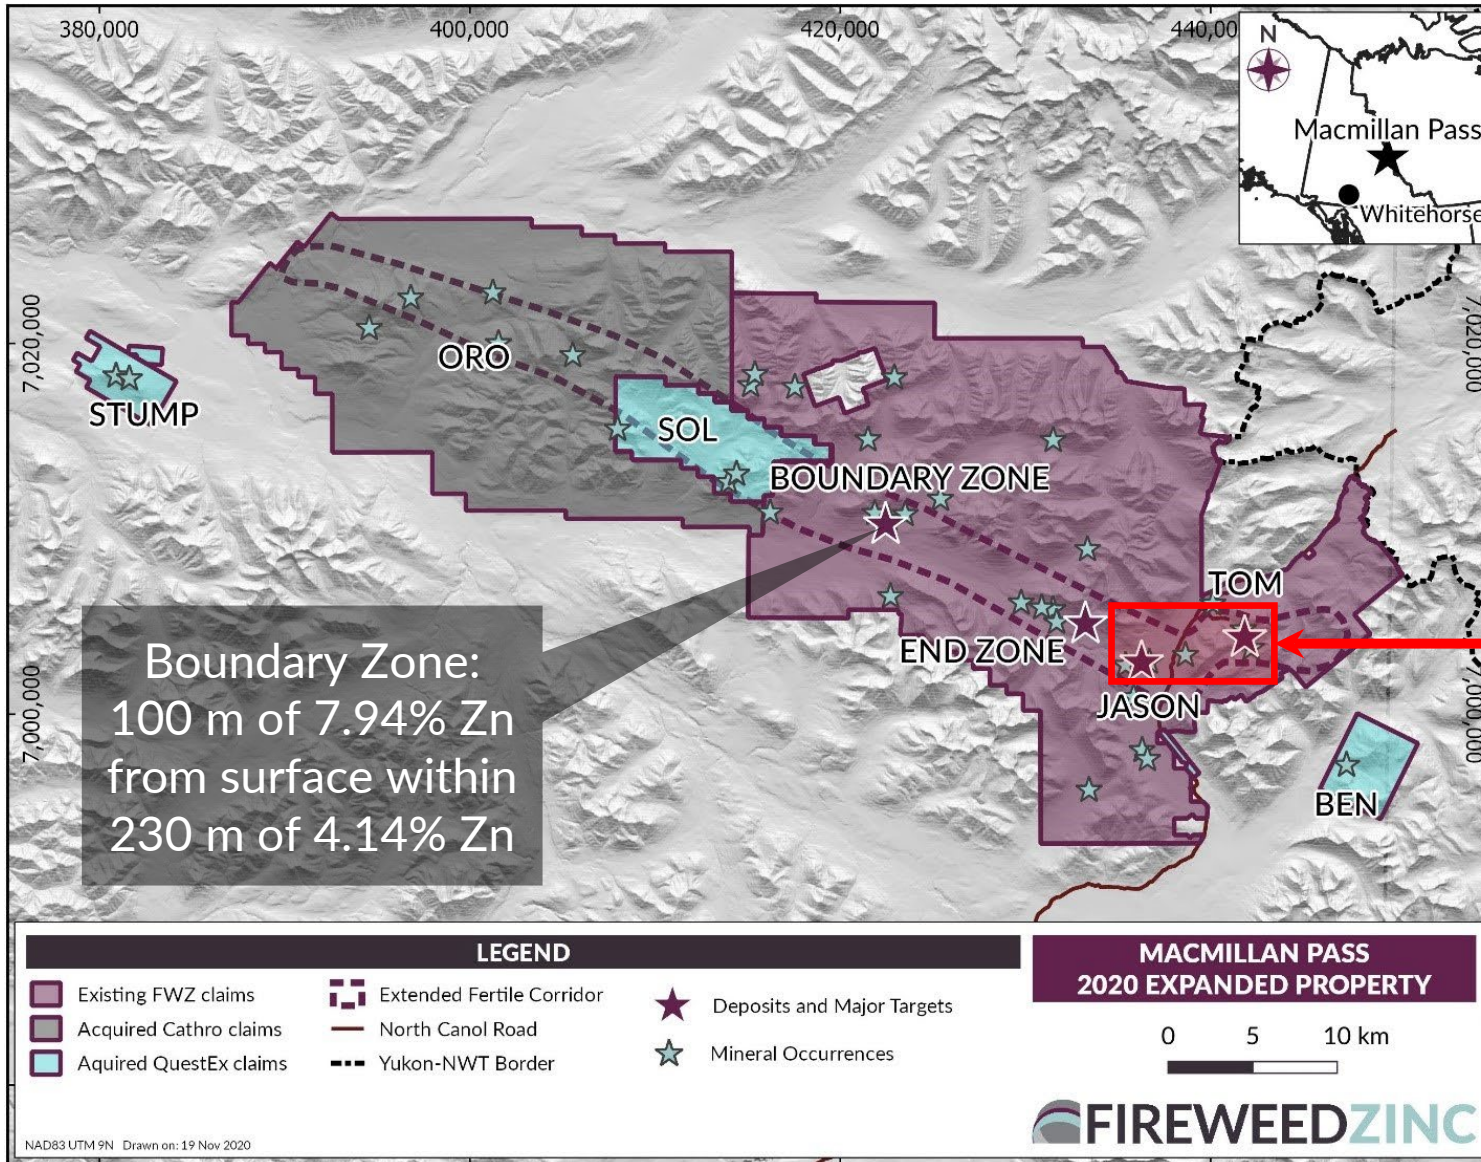 380,000
400,000
420,000
440,000
N
Macmillan Pass
Whitehorse
7,020,000
7,020,000
ORO
STUMP
SOL
BOUNDARY ZONE
TOM
END ZONE
JASON
7,000,000
7,000,000
BEN
Boundary Zone:
100 m of 7.94% Zn
from surface within
230 m of 4.14% Zn
LEGEND
Existing FWZ claims
Acquired Cathro claims
Aquired QuestEx claims
Extended Fertile Corridor
North Canol Road
Yukon-NWT Border
Deposits and Major Targets
Mineral Occurrences
MACMILLAN PASS
2020 EXPANDED PROPERTY
0 5 10 km
NAD83 UTM 9N Drawn on: 19 Nov 2020
FIREWEEDZINC